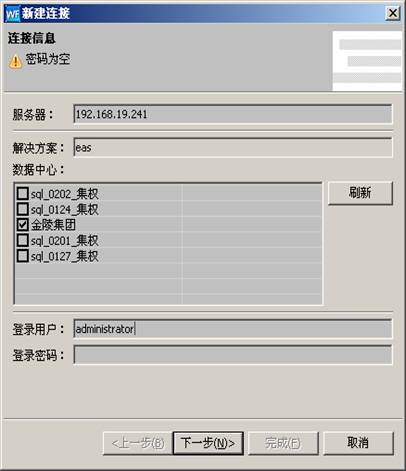 WF 新建连接
连接信息
密码为空
服务器： 192.168.19.241
解决方案： eas
数据中心：
sql_0202_集权
刷新
sql_0124_集权
金陵集团
sql_0201_集权
sql_0127_集权
登录用户： administrator
登录密码：
<上一步(B) 下一步(N)> 完成(F) 取消